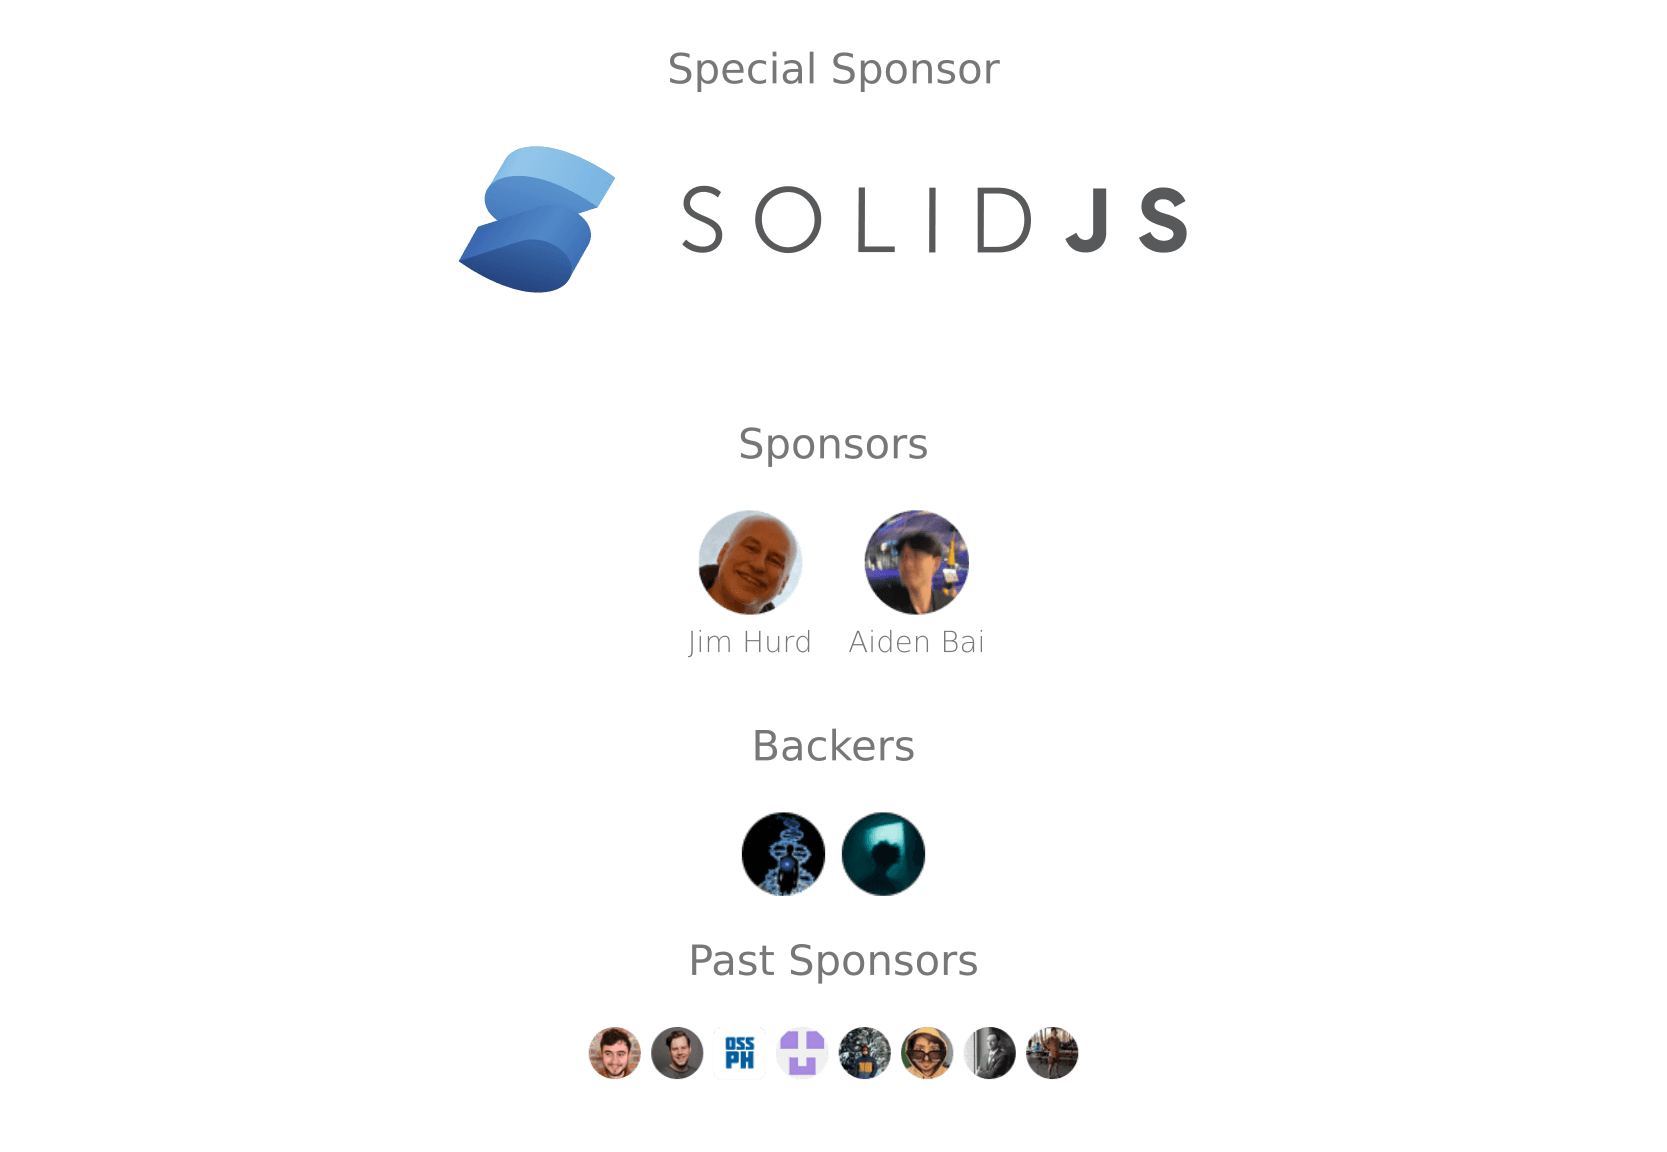 Special Sponsor
SOLIDJS
Sponsors
Jim Hurd Aiden Bai
Backers
Past Sponsors
OSS
PH